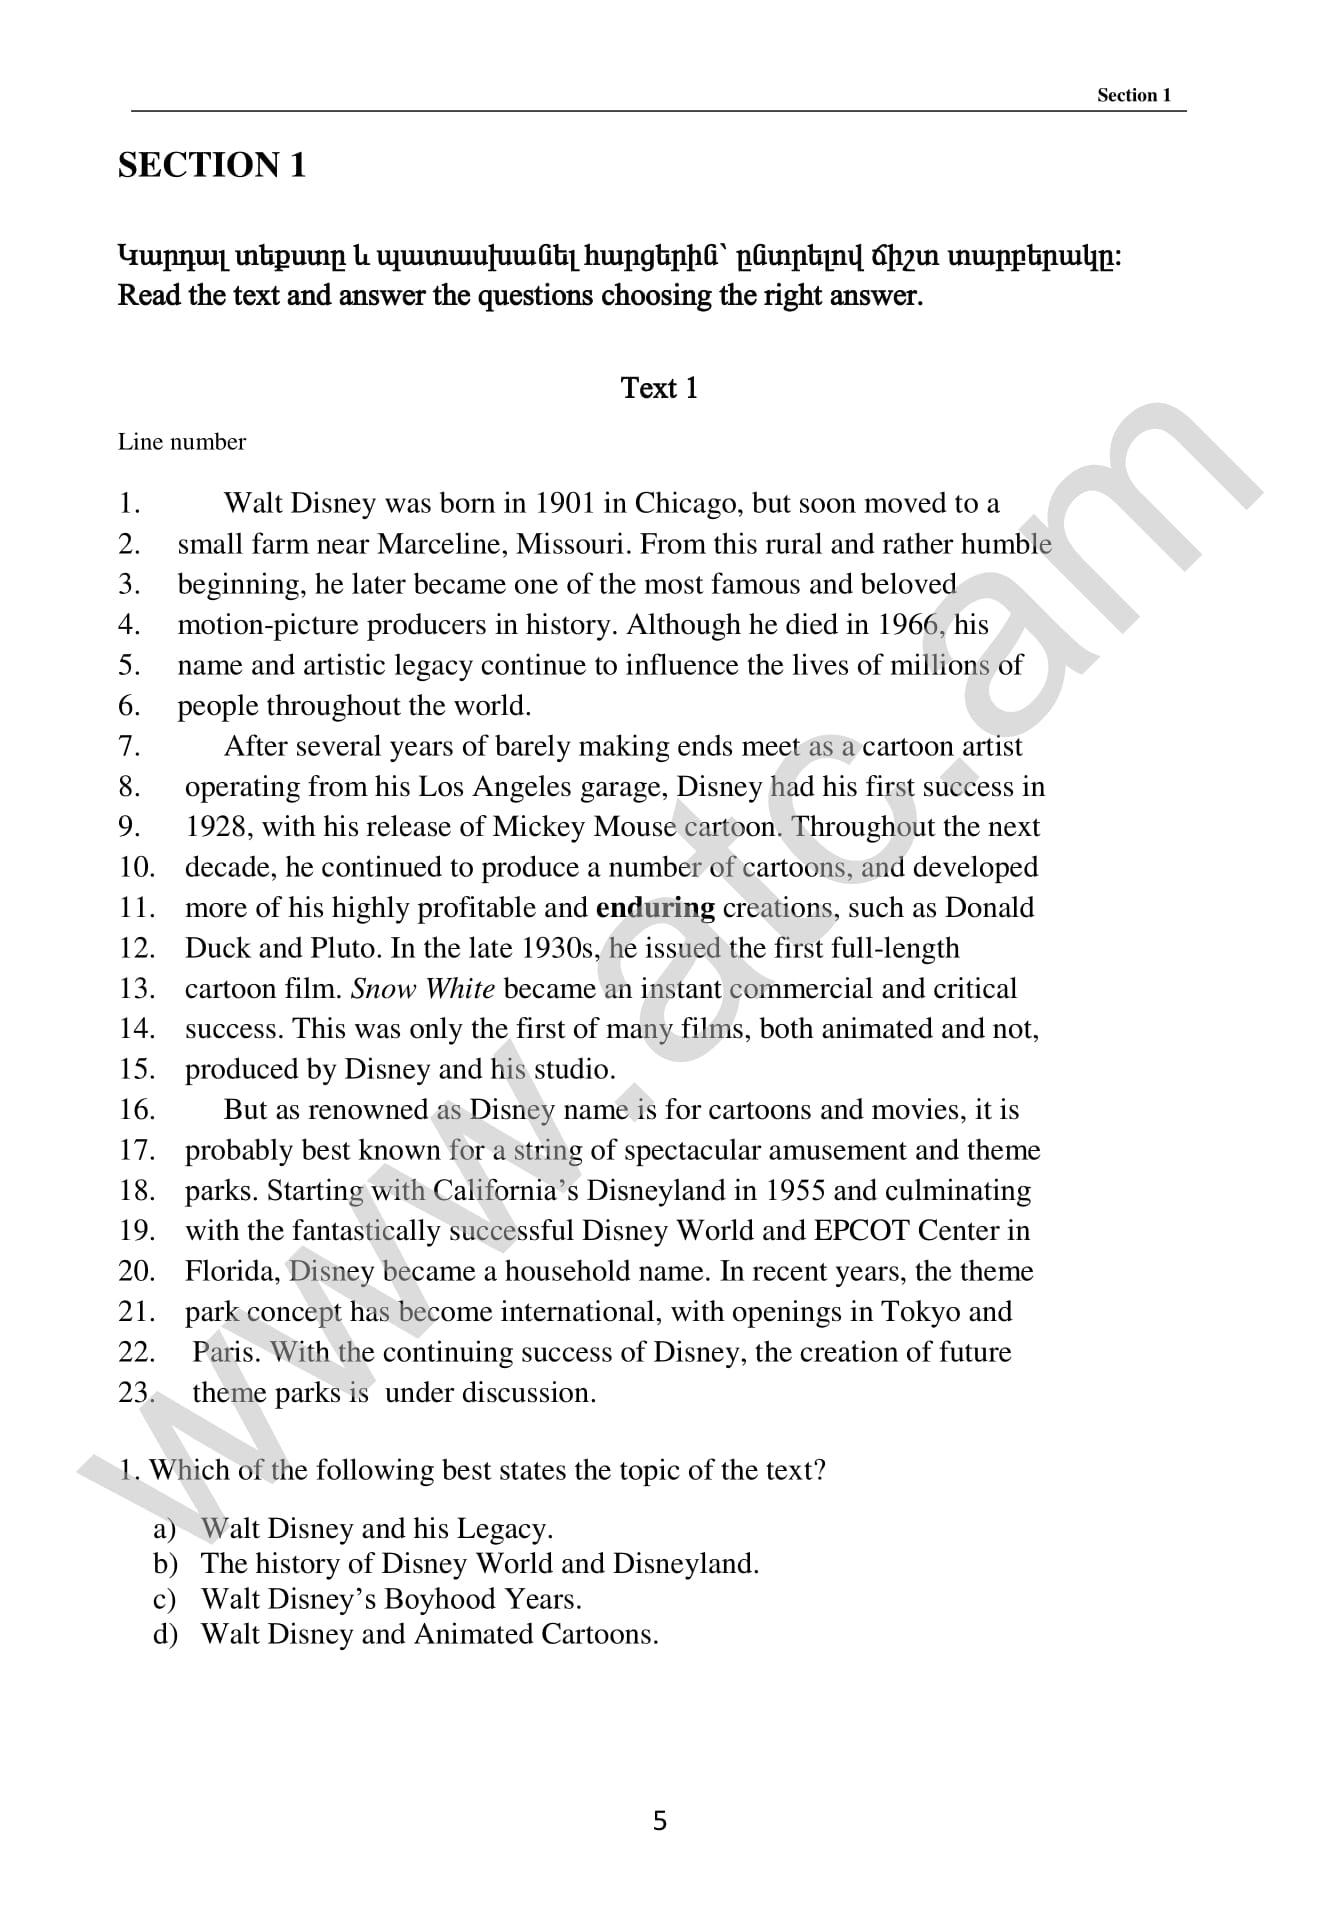 Section 1
SECTION 1
Կարդալ տեքստը և պատասխանել հարցերին՝ ընտրելով ճիշտ տարբերակը:
Read the text and answer the questions choosing the right answer.
Text 1
Line number
1. Walt Disney was born in 1901 in Chicago, but soon moved to a
2. small farm near Marceline, Missouri. From this rural and rather humble
3. beginning, he later became one of the most famous and beloved
4. motion-picture producers in history. Although he died in 1966, his
5. name and artistic legacy continue to influence the lives of millions of
6. people throughout the world.
7. After several years of barely making ends meet as a cartoon artist
8. operating from his Los Angeles garage, Disney had his first success in
9. 1928, with his release of Mickey Mouse cartoon. Throughout the next
10. decade, he continued to produce a number of cartoons, and developed
11. more of his highly profitable and enduring creations, such as Donald
12. Duck and Pluto. In the late 1930s, he issued the first full-length
13. cartoon film. Snow White became an instant commercial and critical
14. success. This was only the first of many films, both animated and not,
15. produced by Disney and his studio.
16. But as renowned as Disney name is for cartoons and movies, it is
17. probably best known for a string of spectacular amusement and theme
18. parks. Starting with California’s Disneyland in 1955 and culminating
19. with the fantastically successful Disney World and EPCOT Center in
20. Florida, Disney became a household name. In recent years, the theme
21. park concept has become international, with openings in Tokyo and
22. Paris. With the continuing success of Disney, the creation of future
23. theme parks is under discussion.
1. Which of the following best states the topic of the text?
a) Walt Disney and his Legacy.
b) The history of Disney World and Disneyland.
c) Walt Disney’s Boyhood Years.
d) Walt Disney and Animated Cartoons.
5
www.atc.am